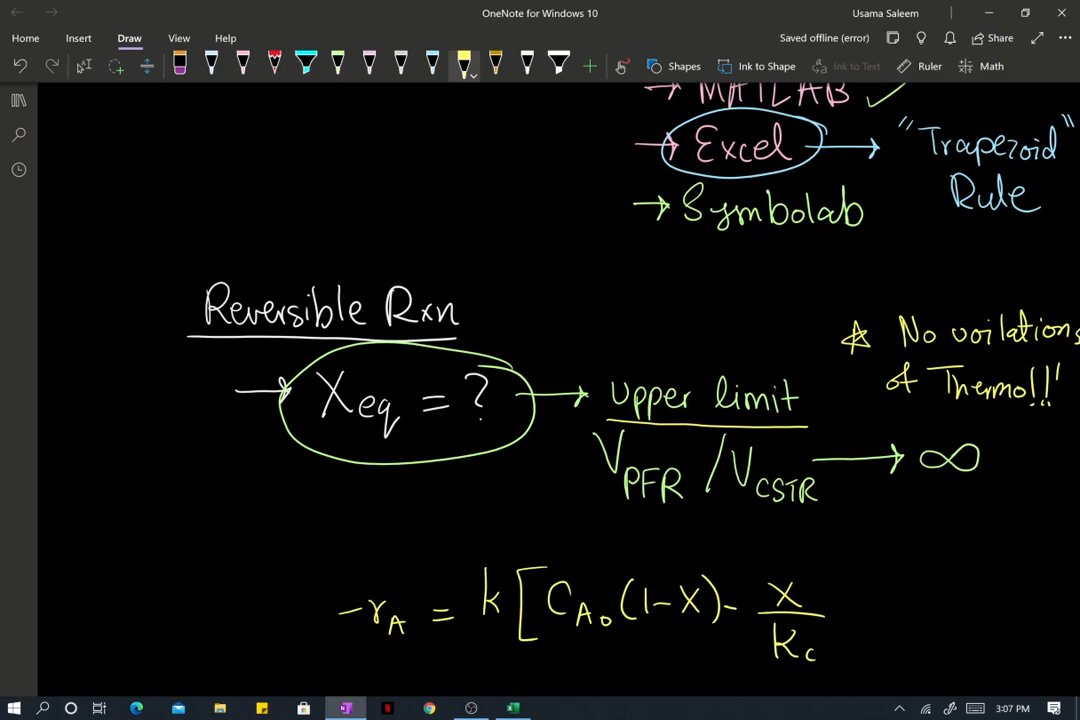 OneNote for Windows 10
Usama Saleem
Home Insert Draw View Help
Saved offline (error) Share
Shapes Ink to Shape Ink to Text Ruler Math
→ MATLAB ✓
→ Excel → "Trapezoid"
Rule
→ Symbolab
Reversible Rxn
* No voilations
of Thermo!!'
→ Xeq = ? → Upper limit
VPFR / VCSTR → ∞
-rA = k [ CA0 (1-X) - X/Kc
3:07 PM